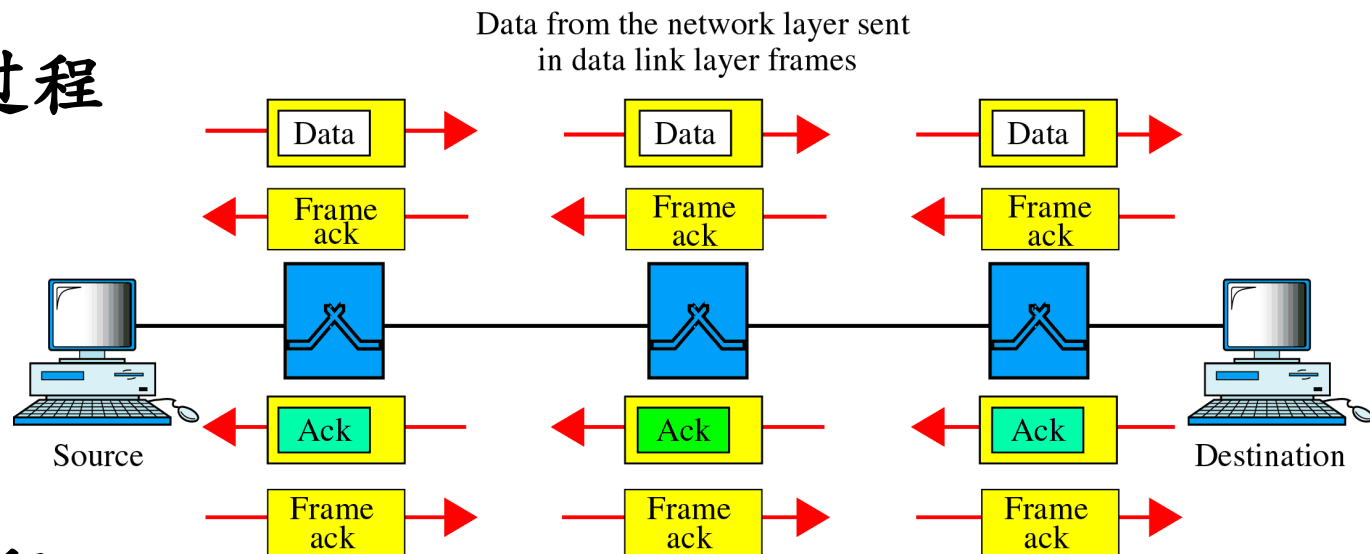 Data from the network layer sent
in data link layer frames
过程
Data
Data
Data
Frame
ack
Frame
ack
Frame
ack
Ack
Ack
Ack
Source
Destination
Frame
ack
Frame
ack
Frame
ack